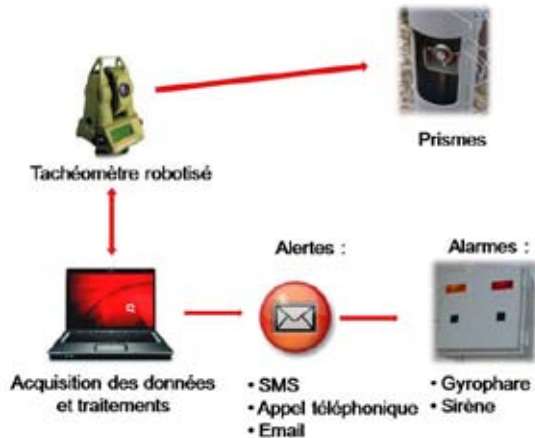 Prismes
Tachéomètre robotisé
Alertes :
Alarmes :
Acquisition des données
et traitements
• SMS
• Appel téléphonique
• Email
• Gyrophare
• Sirène